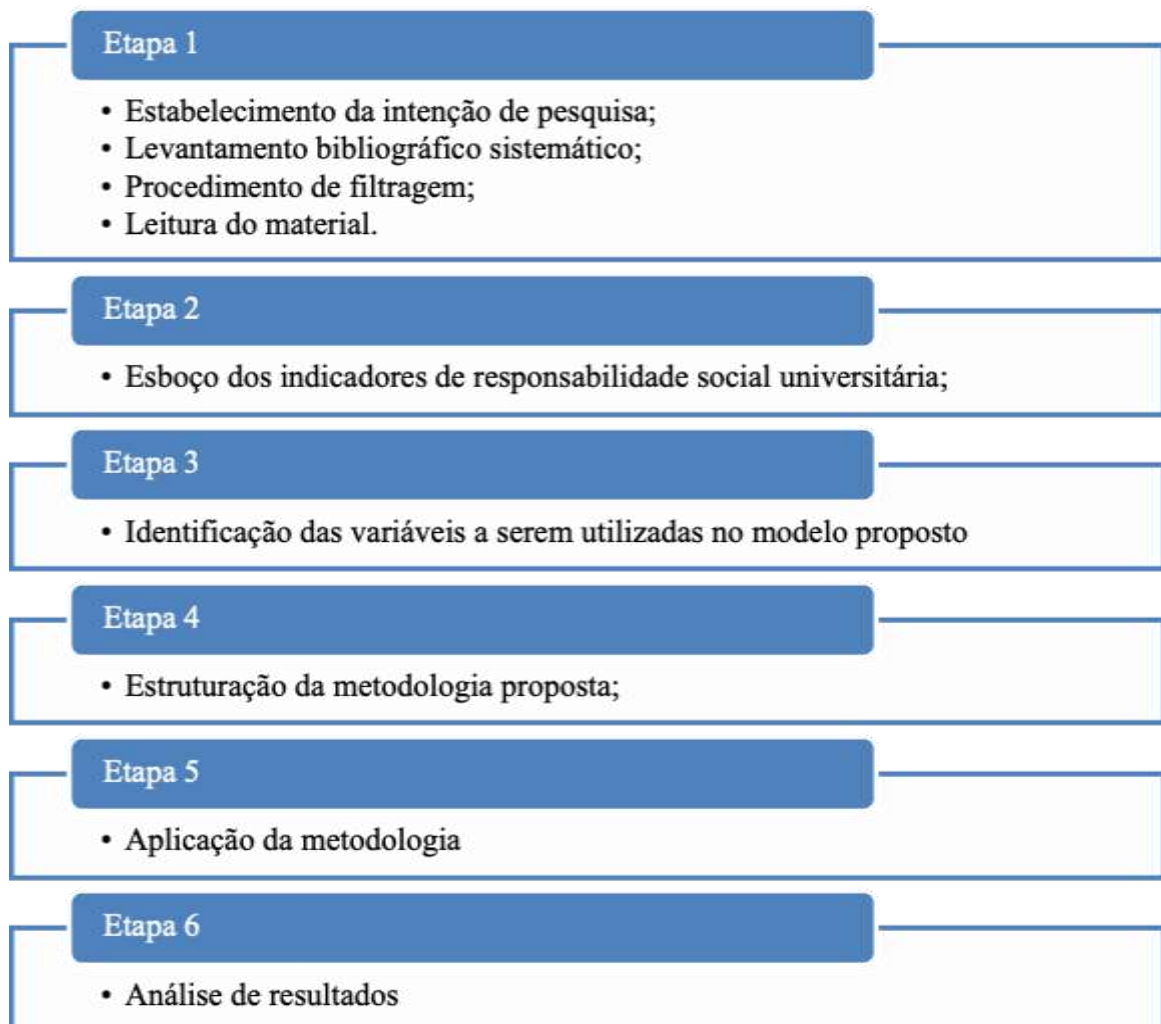 Etapa 1
• Estabelecimento da intenção de pesquisa;
• Levantamento bibliográfico sistemático;
• Procedimento de filtragem;
• Leitura do material.
Etapa 2
• Esboço dos indicadores de responsabilidade social universitária;
Etapa 3
• Identificação das variáveis a serem utilizadas no modelo proposto
Etapa 4
• Estruturação da metodologia proposta;
Etapa 5
• Aplicação da metodologia
Etapa 6
• Análise de resultados